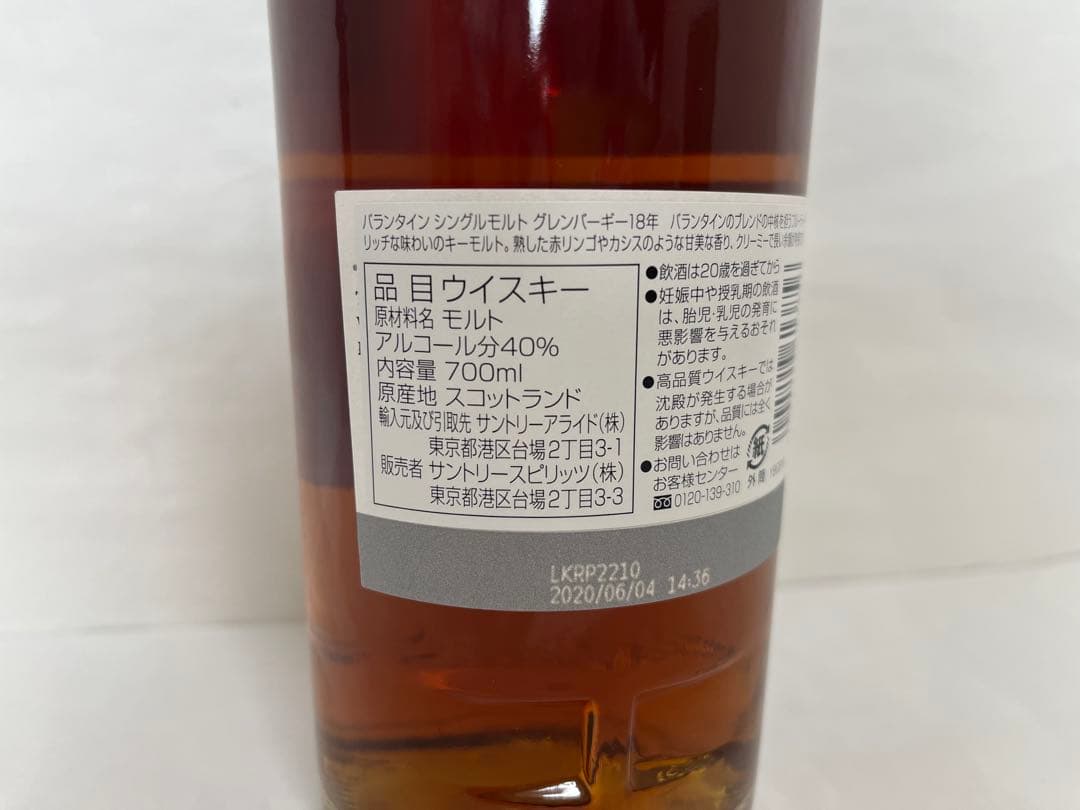 バランタイン シングルモルト グレンバーギー18年 バランタインのブレンドの中核を担うフルーティ
リッチな味わいのキーモルト。熟した赤リンゴやカシスのような甘美な香り、クリーミーで長い余韻が
品目 ウイスキー
原材料名 モルト
アルコール分40%
内容量 700ml
原産地 スコットランド
輸入元及び引取先 サントリーアライド(株)
東京都港区台場2丁目3-1
販売者 サントリースピリッツ(株)
東京都港区台場2丁目3-3
●飲酒は20歳を過ぎてから
●妊娠中や授乳期の飲酒
は、胎児・乳児の発育に
悪影響を与えるおそれ
があります。
●高品質ウイスキーでは
沈殿が発生する場合が
ありますが、品質には全く
影響はありません。
●お問い合わせは
お客様センター
0120-139-310
紙
外箱
LKRP2210
2020/06/04 14:36